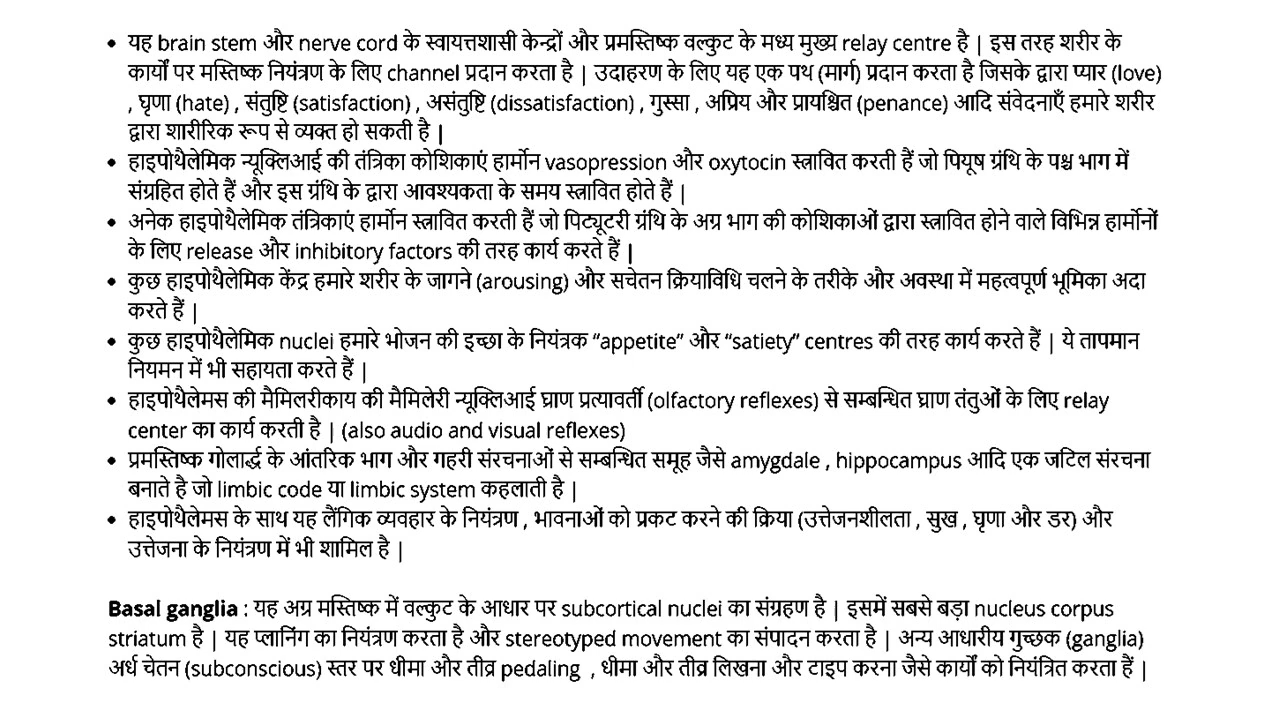 • यह brain stem और nerve cord के स्वायत्तशासी केन्द्रों और प्रमस्तिष्क वल्कुट के मध्य मुख्य relay centre है | इस तरह शरीर के
कार्यों पर मस्तिष्क नियंत्रण के लिए channel प्रदान करता है | उदाहरण के लिए यह एक पथ (मार्ग) प्रदान करता है जिसके द्वारा प्यार (love)
, घृणा (hate) , संतुष्टि (satisfaction) , असंतुष्टि (dissatisfaction) , गुस्सा , अप्रिय और प्रायश्चित (penance) आदि संवेदनाएँ हमारे शरीर
द्वारा शारीरिक रूप से व्यक्त हो सकती है |
• हाइपोथैलेमिक न्यूक्लिआई की तंत्रिका कोशिकाएं हार्मोन vasopression और oxytocin स्त्रावित करती हैं जो पियूष ग्रंथि के पश्च भाग में
संग्रहित होते हैं और इस ग्रंथि के द्वारा आवश्यकता के समय स्त्रावित होते हैं |
• अनेक हाइपोथैलेमिक तंत्रिकाएं हार्मोन स्त्रावित करती हैं जो पिट्यूटरी ग्रंथि के अग्र भाग की कोशिकाओं द्वारा स्त्रावित होने वाले विभिन्न हार्मोनों
के लिए release और inhibitory factors की तरह कार्य करते हैं |
• कुछ हाइपोथैलेमिक केंद्र हमारे शरीर के जागने (arousing) और सचेतन क्रियाविधि चलने के तरीके और अवस्था में महत्वपूर्ण भूमिका अदा
करते हैं |
• कुछ हाइपोथैलेमिक nuclei हमारे भोजन की इच्छा के नियंत्रक “appetite” और “satiety” centres की तरह कार्य करते हैं | ये तापमान
नियमन में भी सहायता करते हैं |
• हाइपोथैलेमस की मैमिलरीकाय की मैमिलेरी न्यूक्लिआई घ्राण प्रत्यावर्ती (olfactory reflexes) से सम्बन्धित घ्राण तंतुओं के लिए relay
center का कार्य करती है | (also audio and visual reflexes)
• प्रमस्तिष्क गोलार्द्ध के आंतरिक भाग और गहरी संरचनाओं से सम्बन्धित समूह जैसे amygdale , hippocampus आदि एक जटिल संरचना
बनाते है जो limbic code या limbic system कहलाती है |
• हाइपोथैलेमस के साथ यह लैंगिक व्यवहार के नियंत्रण , भावनाओं को प्रकट करने की क्रिया (उत्तेजनशीलता , सुख , घृणा और डर) और
उत्तेजना के नियंत्रण में भी शामिल है |
Basal ganglia : यह अग्र मस्तिष्क में वल्कुट के आधार पर subcortical nuclei का संग्रहण है | इसमें सबसे बड़ा nucleus corpus
striatum है | यह प्लानिंग का नियंत्रण करता है और stereotyped movement का संपादन करता है | अन्य आधारीय गुच्छक (ganglia)
अर्ध चेतन (subconscious) स्तर पर धीमा और तीव्र pedaling , धीमा और तीव्र लिखना और टाइप करना जैसे कार्यों को नियंत्रित करता हैं |